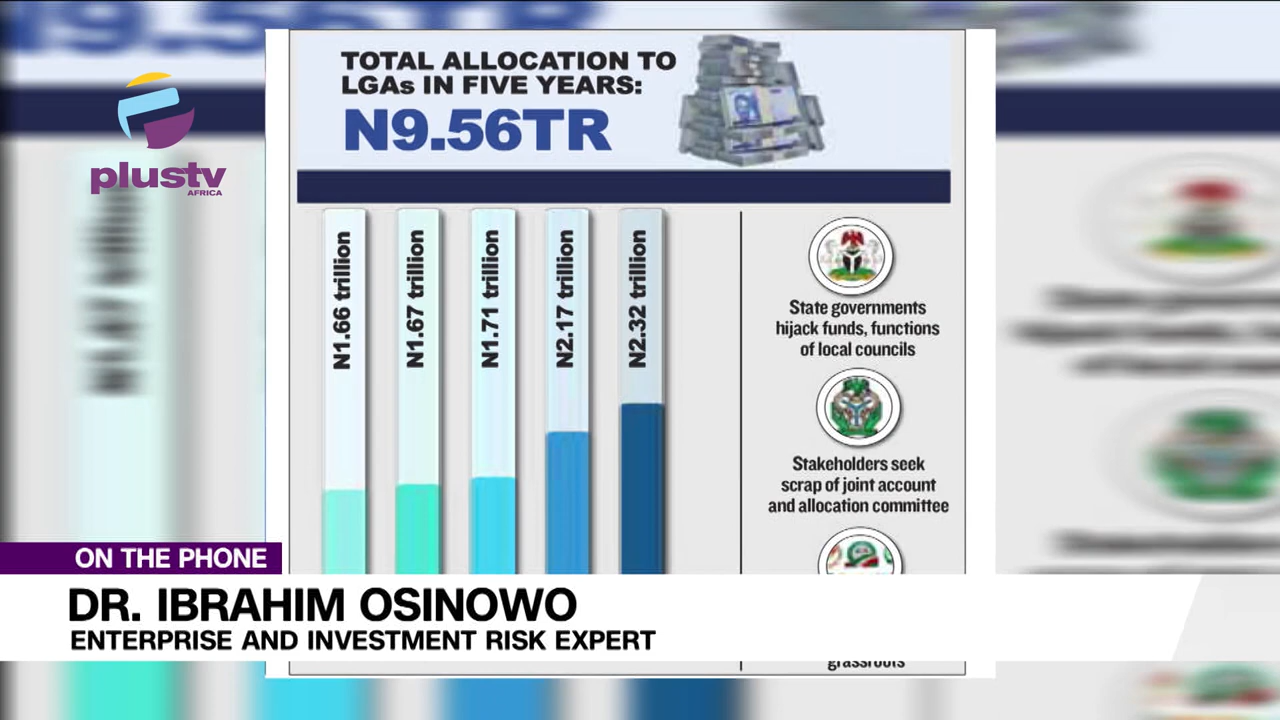 TOTAL ALLOCATION TO
LGAs IN FIVE YEARS:
N9.56TR
plustv
AFRICA
N1.66 trillion
N1.67 trillion
N1.71 trillion
N2.17 trillion
N2.32 trillion
State governments
hijack funds, functions
of local councils
Stakeholders seek
scrap of joint account
and allocation committee
ON THE PHONE
DR. IBRAHIM OSINOWO
ENTERPRISE AND INVESTMENT RISK EXPERT
grassroots